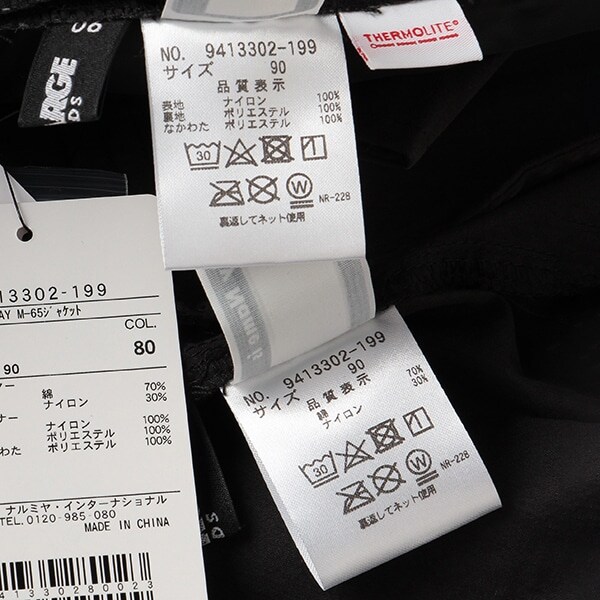 NO. 9413302-199
サイズ 90
品質表示
表地 ナイロン 100%
裏地 ポリエステル 100%
なかわた ポリエステル 100%
30
W
NR-228
裏返してネット使用
THERMOLITE®
13302-199
AY M-65ジャケット
COL.
80
90
綿 70%
ナイロン 30%
ナイロン 100%
ポリエステル 100%
ポリエステル 100%
ナルミヤ・インターナショナル
TEL.0120-985-080
MADE IN CHINA
41330280023
Name it
NO. 9413302-199
サイズ 90
品質表示
綿 70%
ナイロン 30%
30
W
NR-228
裏返してネット使用